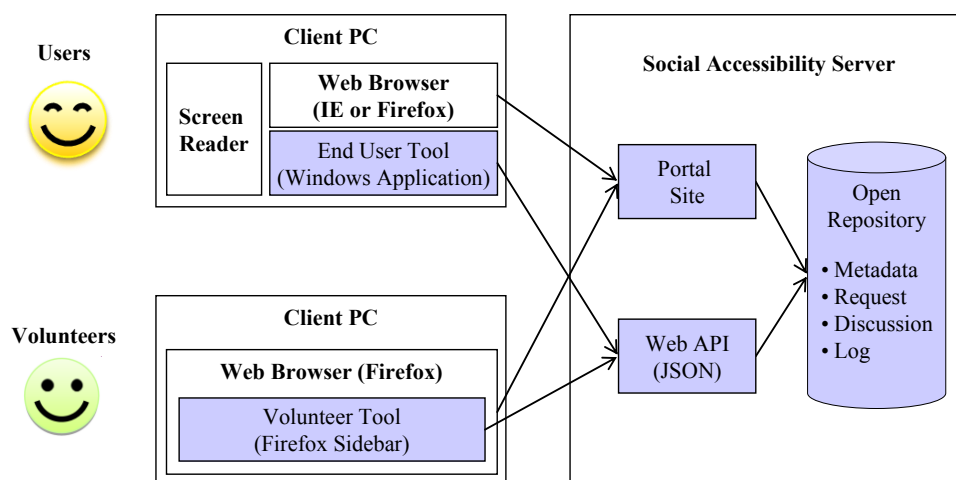 Users
Client PC
Screen
Reader
Web Browser
(IE or Firefox)
End User Tool
(Windows Application)
Volunteers
Client PC
Web Browser (Firefox)
Volunteer Tool
(Firefox Sidebar)
Social Accessibility Server
Portal
Site
Web API
(JSON)
Open
Repository
• Metadata
• Request
• Discussion
• Log